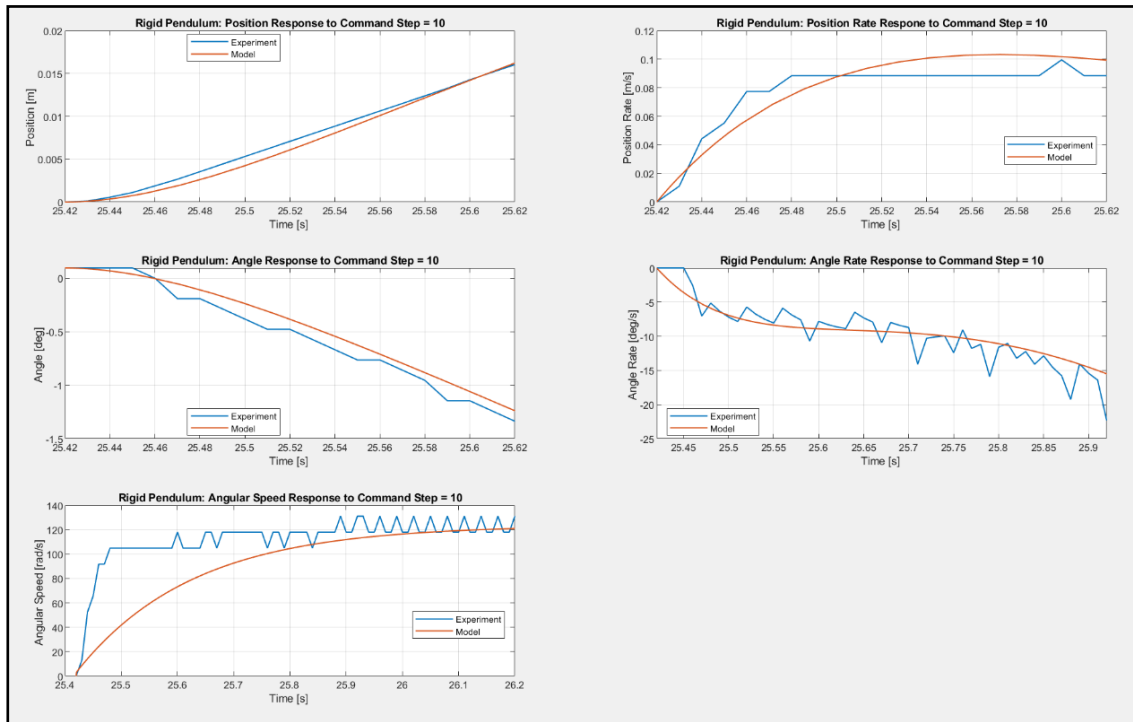 Rigid Pendulum: Position Response to Command Step = 10
0.02
0.015
0.01
0.005
0
Position [m]
Experiment
Model
25.42 25.44 25.46 25.48 25.5 25.52 25.54 25.56 25.58 25.6 25.62
Time [s]
Rigid Pendulum: Position Rate Respone to Command Step = 10
0.12
0.1
0.08
0.06
0.04
0.02
0
Position Rate [m/s]
Experiment
Model
25.42 25.44 25.46 25.48 25.5 25.52 25.54 25.56 25.58 25.6 25.62
Time [s]
Rigid Pendulum: Angle Response to Command Step = 10
0
-0.5
-1
-1.5
Angle [deg]
Experiment
Model
25.42 25.44 25.46 25.48 25.5 25.52 25.54 25.56 25.58 25.6 25.62
Time [s]
Rigid Pendulum: Angle Rate Response to Command Step = 10
0
-5
-10
-15
-20
-25
Angle Rate [deg/s]
Experiment
Model
25.45 25.5 25.55 25.6 25.65 25.7 25.75 25.8 25.85 25.9
Time [s]
Rigid Pendulum: Angular Speed Response to Command Step = 10
140
120
100
80
60
40
20
0
Angular Speed [rad/s]
Experiment
Model
25.4 25.5 25.6 25.7 25.8 25.9 26 26.1 26.2
Time [s]